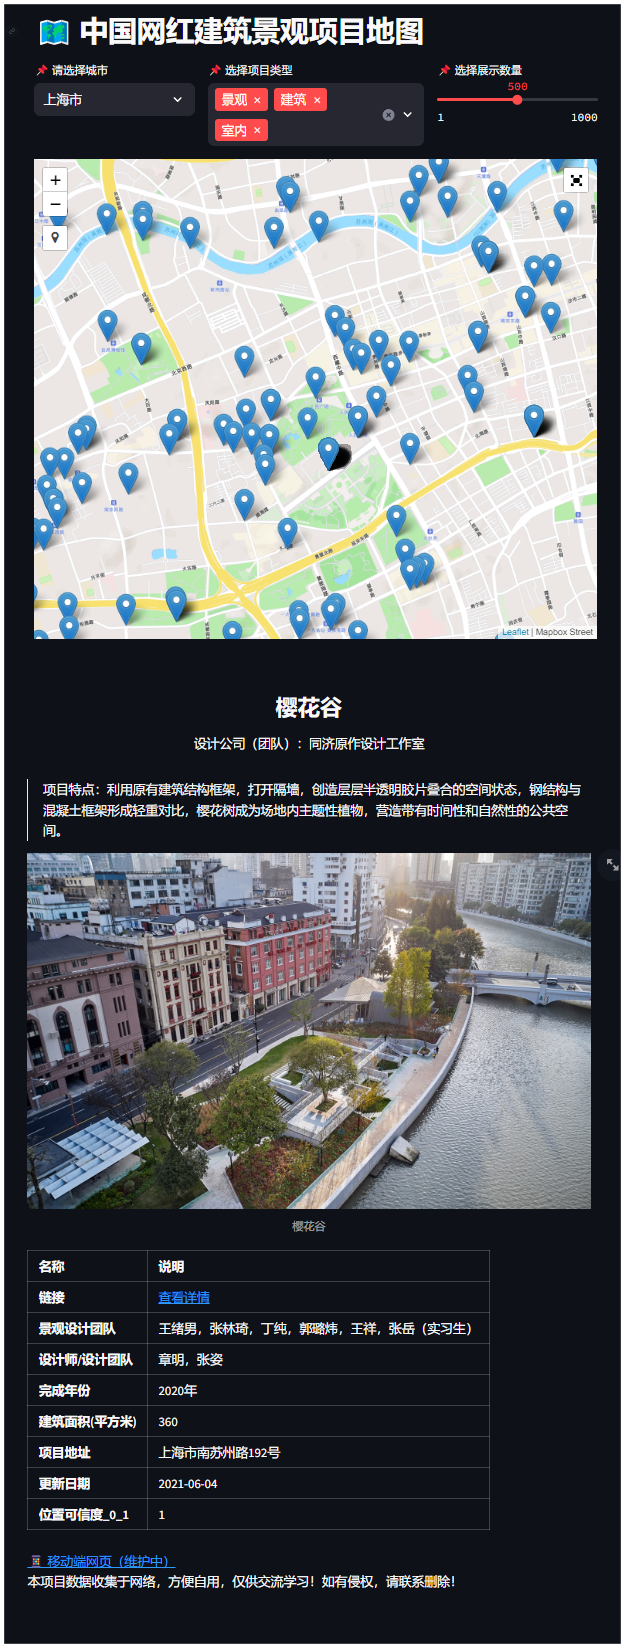 中国网红建筑景观项目地图
📌 请选择城市
📌 选择项目类型
📌 选择展示数量
上海市
景观 ×
建筑 ×
室内 ×
500
1
1000
+
−
Leaflet | Mapbox Street
樱花谷
设计公司（团队）：同济原作设计工作室
项目特点：利用原有建筑结构框架，打开隔墙，创造层层半透明胶片叠合的空间状态，钢结构与
混凝土框架形成轻重对比，樱花树成为场地内主题性植物，营造带有时间性和自然性的公共空
间。
樱花谷
名称 说明
链接 查看详情
景观设计团队 王绪男，张林琦，丁纯，郭璐炜，王祥，张岳（实习生）
设计师/设计团队 章明，张姿
完成年份 2020年
建筑面积(平方米) 360
项目地址 上海市南苏州路192号
更新日期 2021-06-04
位置可信度_0_1 1
移动端网页（维护中）
本项目数据收集于网络，方便自用，仅供交流学习！如有侵权，请联系删除！